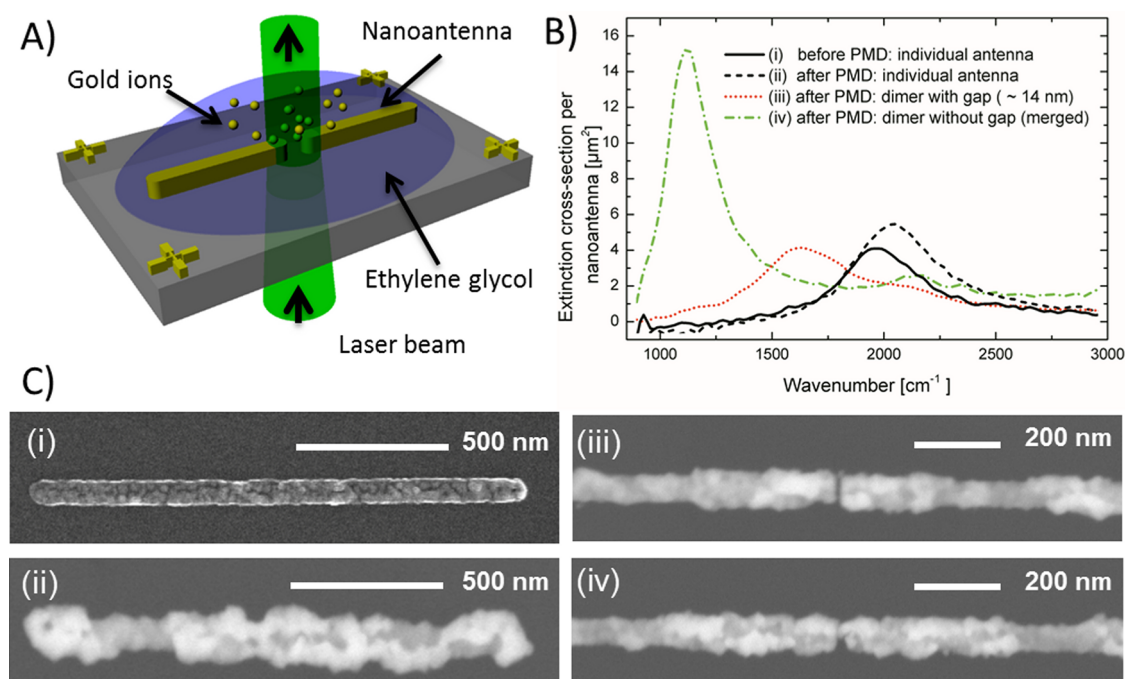 A)
Nanoantenna
Gold ions
Ethylene glycol
Laser beam
B)
Extinction cross-section per
nanoantenna [µm²]
16
14
12
10
8
6
4
2
0
(i) before PMD: individual antenna
(ii) after PMD: individual antenna
(iii) after PMD: dimer with gap ( ~ 14 nm)
(iv) after PMD: dimer without gap (merged)
1000 1500 2000 2500 3000
Wavenumber [cm⁻¹ ]
C)
(i) 500 nm
(iii) 200 nm
(ii) 500 nm
(iv) 200 nm